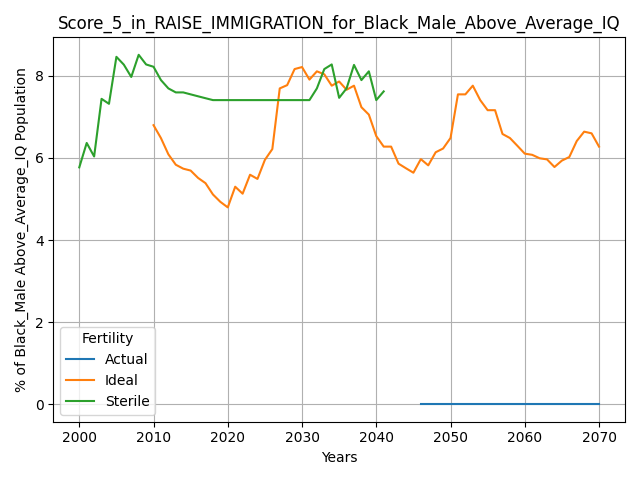 Score_5_in_RAISE_IMMIGRATION_for_Black_Male_Above_Average_IQ
% of Black_Male Above_Average_IQ Population
8
6
4
2
0
Fertility
Actual
Ideal
Sterile
2000 2010 2020 2030 2040 2050 2060 2070
Years